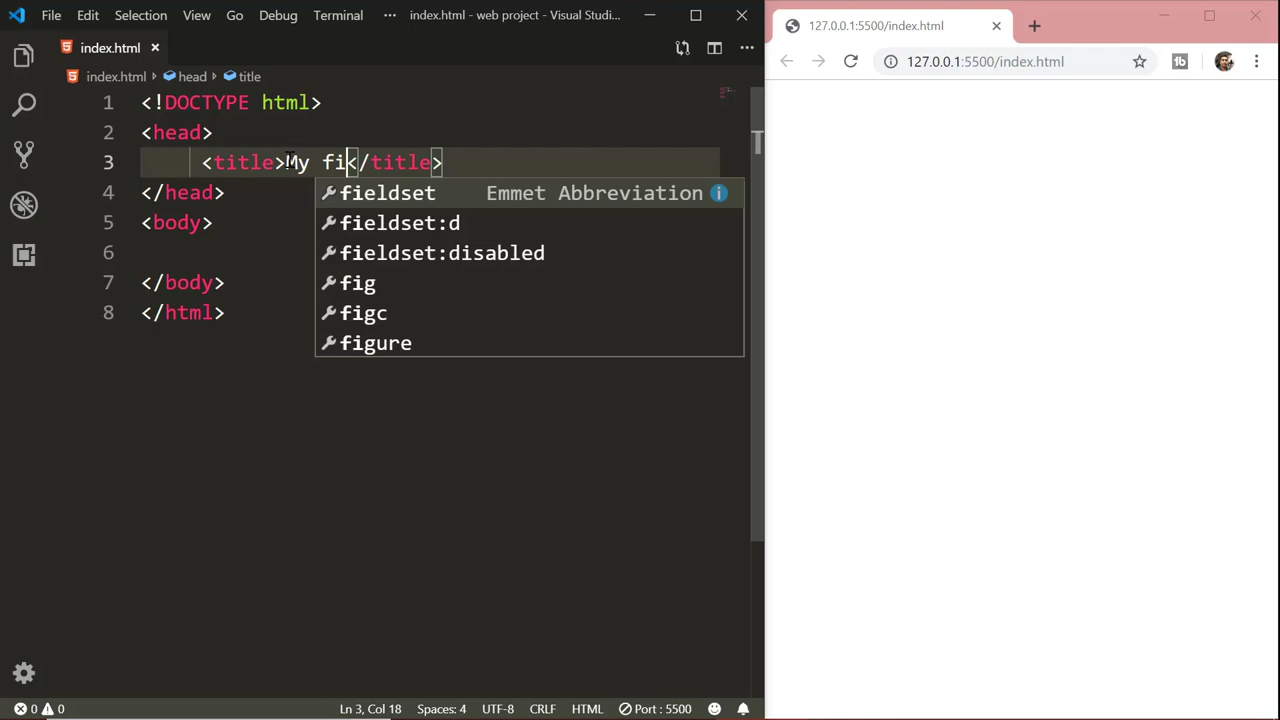 File Edit Selection View Go Debug Terminal ··· index.html - web project - Visual Studi...
index.html
index.html › head › title
1 <!DOCTYPE html>
2 <head>
3 <title>My fi</title>
4 </head>
5 <body>
6
7 </body>
8 </html>
fieldset Emmet Abbreviation
fieldset:d
fieldset:disabled
fig
figc
figure
0 0 Ln 3, Col 18 Spaces: 4 UTF-8 CRLF HTML Port : 5500
127.0.0.1:5500/index.html
127.0.0.1:5500/index.html